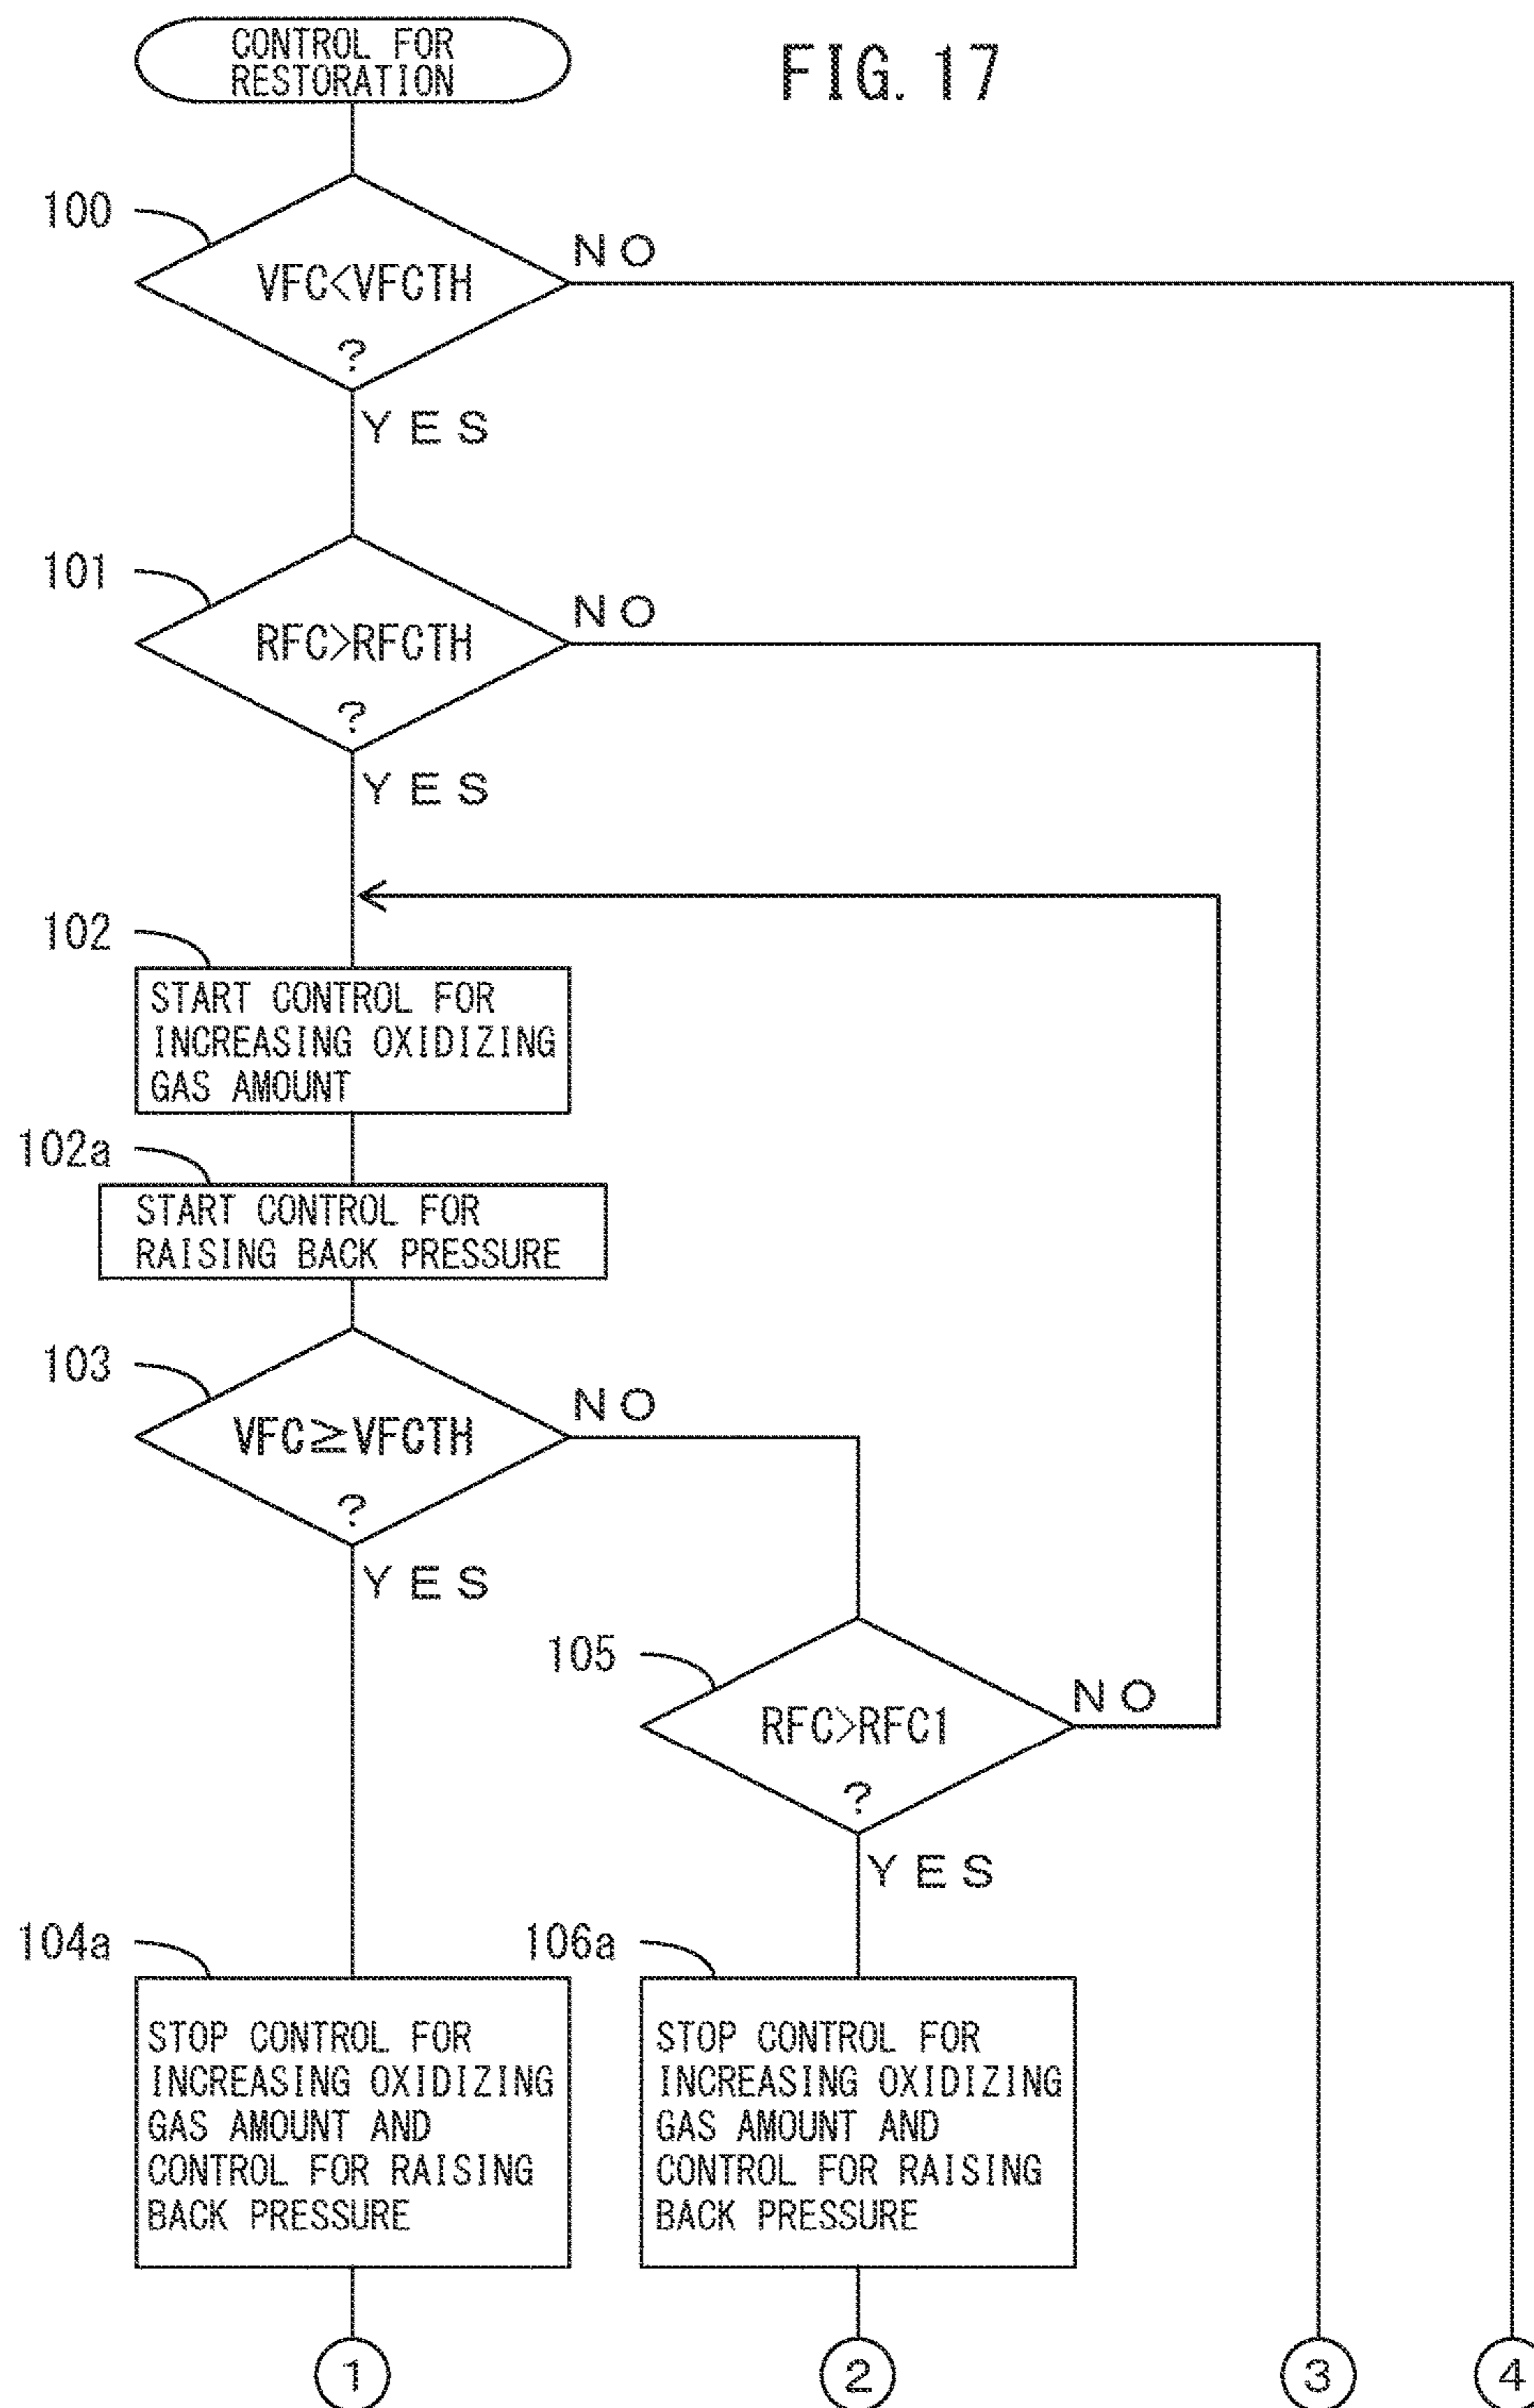 CONTROL FOR
RESTORATION
FIG. 17
100
VFC<VFCTH
?
NO
YES
101
RFC>RFCTH
?
NO
YES
102
START CONTROL FOR
INCREASING OXIDIZING
GAS AMOUNT
102a
START CONTROL FOR
RAISING BACK PRESSURE
103
VFC≥VFCTH
?
NO
YES
105
RFC>RFC1
?
NO
YES
104a
STOP CONTROL FOR
INCREASING OXIDIZING
GAS AMOUNT AND
CONTROL FOR RAISING
BACK PRESSURE
106a
STOP CONTROL FOR
INCREASING OXIDIZING
GAS AMOUNT AND
CONTROL FOR RAISING
BACK PRESSURE
1
2
3
4